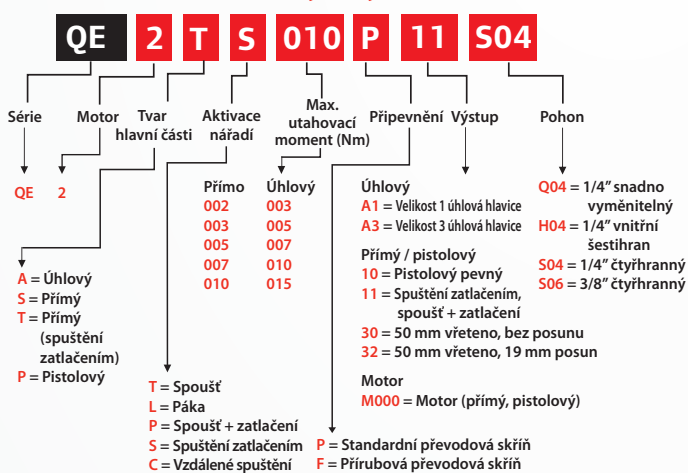 QE 2 T S 010 P 11 S04
Série
Motor
Tvar
hlavní části
Aktivace
nářadí
Max.
utahovací
moment (Nm)
Připevnění
Výstup
Pohon
QE
2
A = Úhlový
S = Přímý
T = Přímý
(spuštění
zatlačením)
P = Pistolový
T = Spoušť
L = Páka
P = Spoušť + zatlačení
S = Spuštění zatlačením
C = Vzdálené spuštění
Přímo Úhlový
002 003
003 005
005 007
007 010
010 015
P = Standardní převodová skříň
F = Přírubová převodová skříň
Úhlový
A1 = Velikost 1 úhlová hlavice
A3 = Velikost 3 úhlová hlavice
Přímý / pistolový
10 = Pistolový pevný
11 = Spuštění zatlačením,
spoušť + zatlačení
30 = 50 mm vřeteno, bez posunu
32 = 50 mm vřeteno, 19 mm posun
Motor
M000 = Motor (přímý, pistolový)
Q04 = 1/4” snadno
vyměnitelný
H04 = 1/4” vnitřní
šestihran
S04 = 1/4” čtyřhranný
S06 = 3/8” čtyřhranný